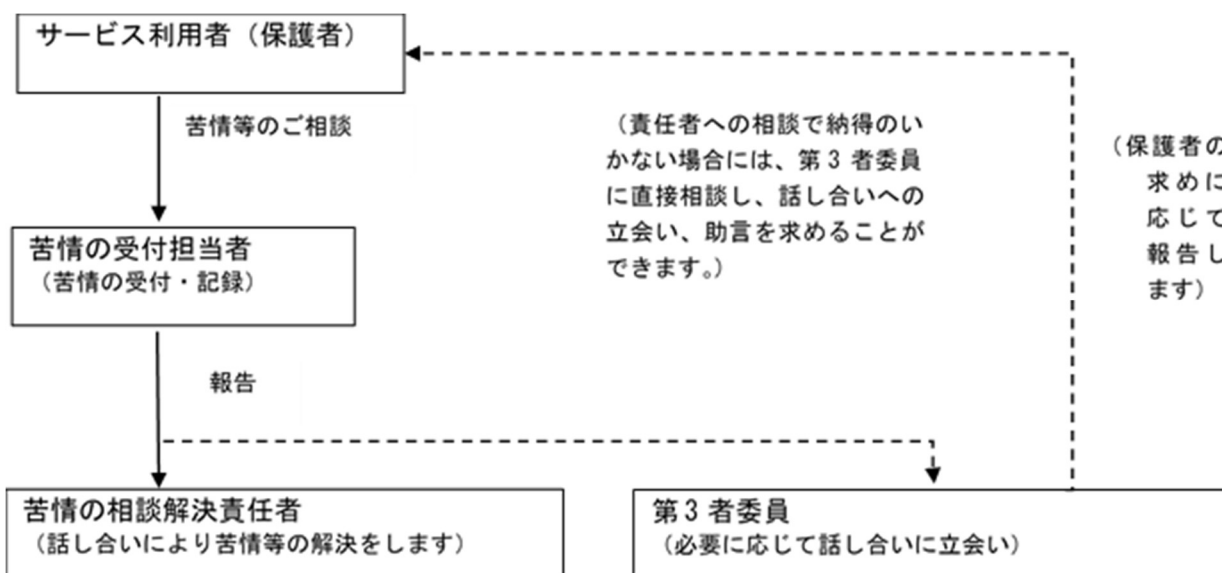 サービス利用者（保護者）
苦情等のご相談
（責任者への相談で納得のい
かない場合には、第3者委員
に直接相談し、話し合いへの
立会い、助言を求めることが
できます。）
（保護者の
求めに
応じて
報告し
ます）
苦情の受付担当者
（苦情の受付・記録）
報告
苦情の相談解決責任者
（話し合いにより苦情等の解決をします）
第3者委員
（必要に応じて話し合いに立会い）